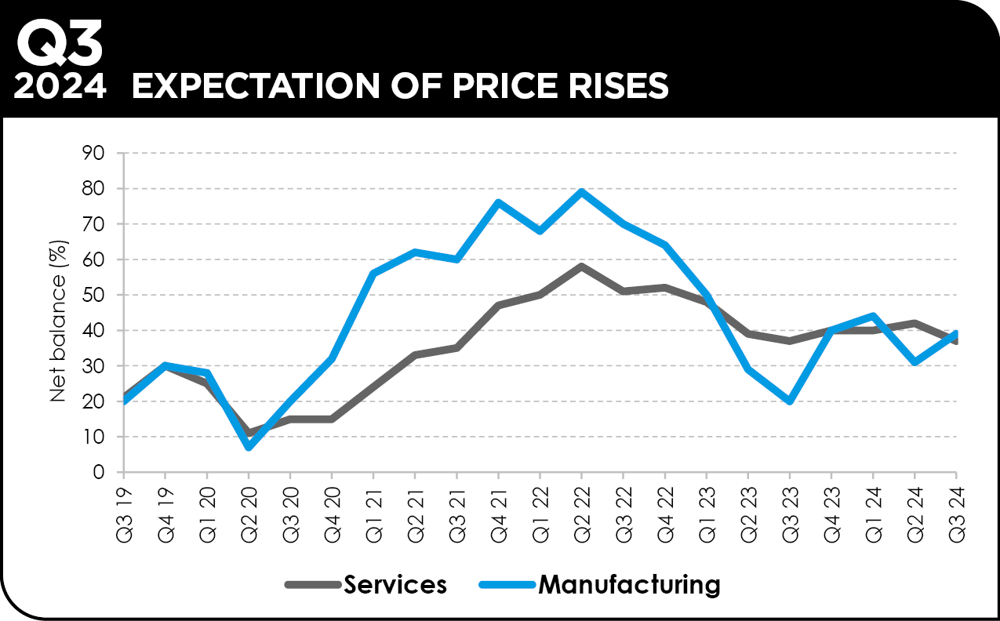 Q3
2024 EXPECTATION OF PRICE RISES
90
80
70
60
50
40
30
20
10
0
Net balance (%)
Q3 19
Q4 19
Q1 20
Q2 20
Q3 20
Q4 20
Q1 21
Q2 21
Q3 21
Q4 21
Q1 22
Q2 22
Q3 22
Q4 22
Q1 23
Q2 23
Q3 23
Q4 23
Q1 24
Q2 24
Q3 24
Services
Manufacturing